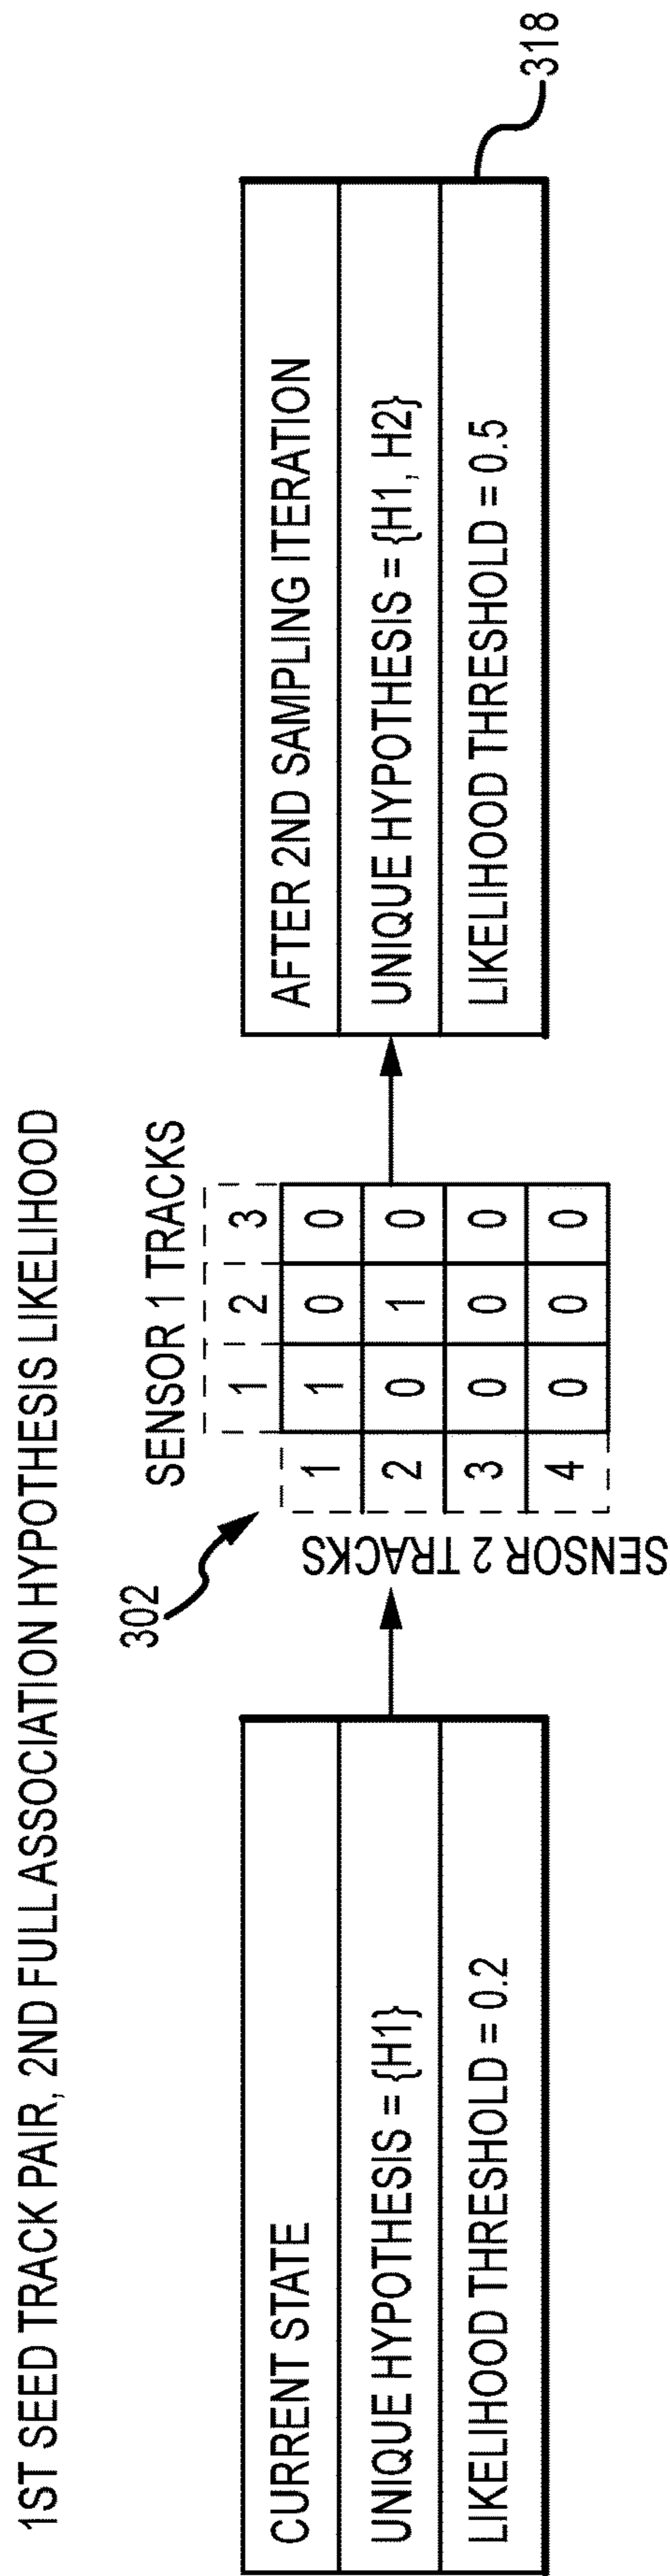 1ST SEED TRACK PAIR, 2ND FULL ASSOCIATION HYPOTHESIS LIKELIHOOD
CURRENT STATE
UNIQUE HYPOTHESIS = {H1}
LIKELIHOOD THRESHOLD = 0.2
302
SENSOR 1 TRACKS
SENSOR 2 TRACKS
1 2 3
1 1 0 0
2 0 1 0
3 0 0 0
4 0 0 0
AFTER 2ND SAMPLING ITERATION
UNIQUE HYPOTHESIS = {H1, H2}
LIKELIHOOD THRESHOLD = 0.5
318